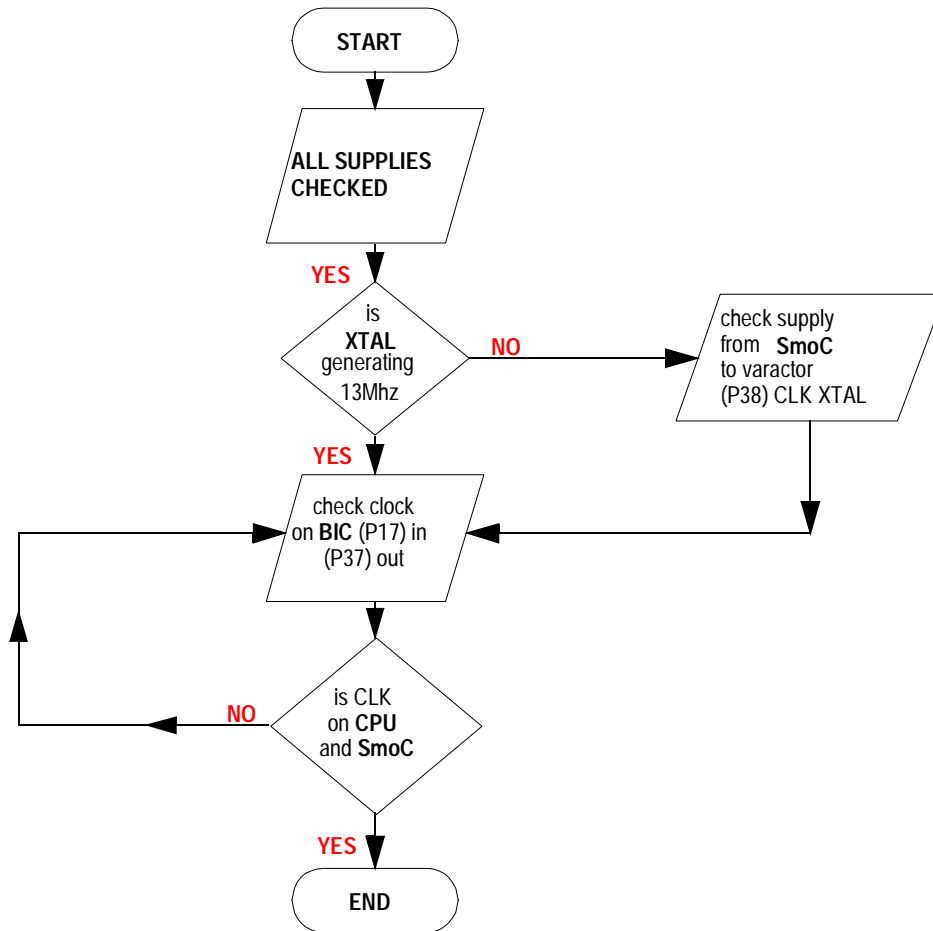 START
ALL SUPPLIES
CHECKED
YES
is
XTAL
generating
13Mhz
NO
check supply
from SmoC
to varactor
(P38) CLK XTAL
YES
check clock
on BIC (P17) in
(P37) out
is CLK
on CPU
and SmoC
NO
YES
END